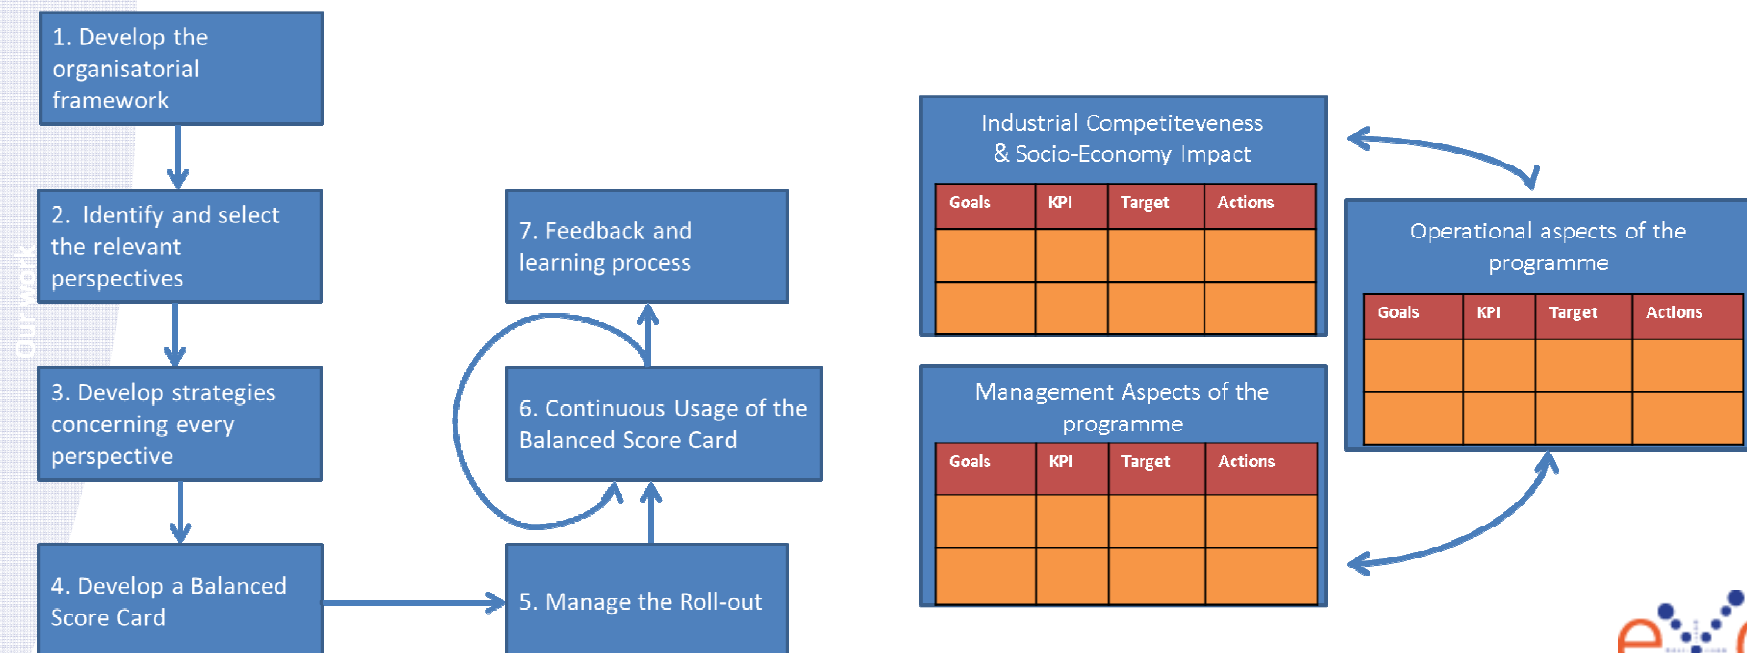 1. Develop the
organisatorial
framework
2. Identify and select
the relevant
perspectives
3. Develop strategies
concerning every
perspective
4. Develop a Balanced
Score Card
5. Manage the Roll-out
6. Continuous Usage of the
Balanced Score Card
7. Feedback and
learning process
our work
Industrial Competiteveness
& Socio-Economy Impact
Goals KPI Target Actions
Management Aspects of the
programme
Goals KPI Target Actions
Operational aspects of the
programme
Goals KPI Target Actions